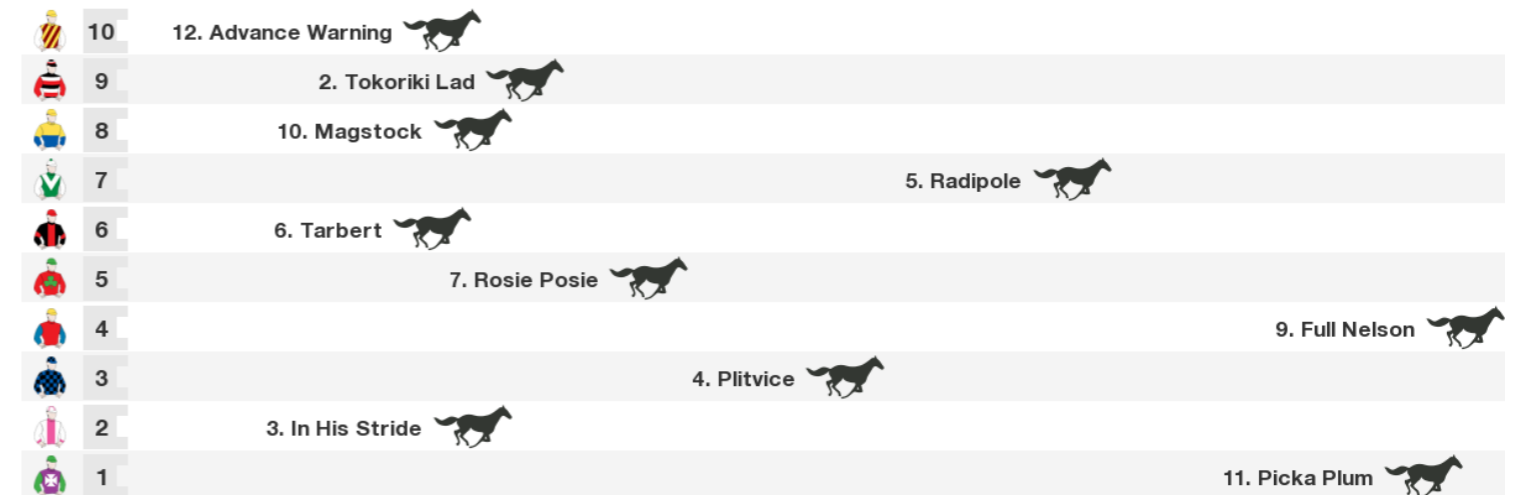 10 12. Advance Warning
9 2. Tokoriki Lad
8 10. Magstock
7 5. Radipole
6 6. Tarbert
5 7. Rosie Posie
4 9. Full Nelson
3 4. Plitvice
2 3. In His Stride
1 11. Picka Plum